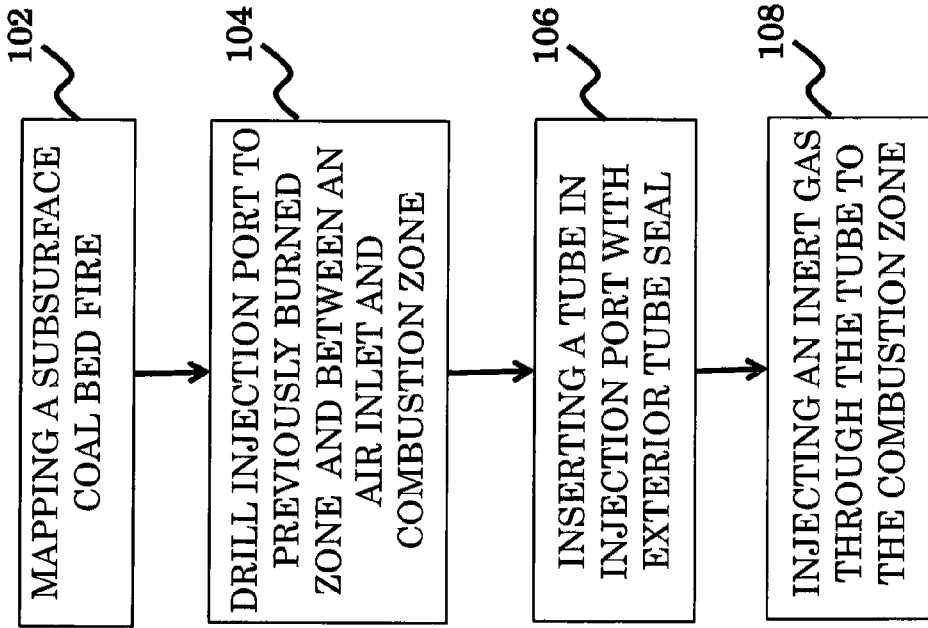 102
MAPPING A SUBSURFACE
COAL BED FIRE
104
DRILL INJECTION PORT TO
PREVIOUSLY BURNED
ZONE AND BETWEEN AN
AIR INLET AND
COMBUSTION ZONE
106
INSERTING A TUBE IN
INJECTION PORT WITH
EXTERIOR TUBE SEAL
108
INJECTING AN INERT GAS
THROUGH THE TUBE TO
THE COMBUSTION ZONE